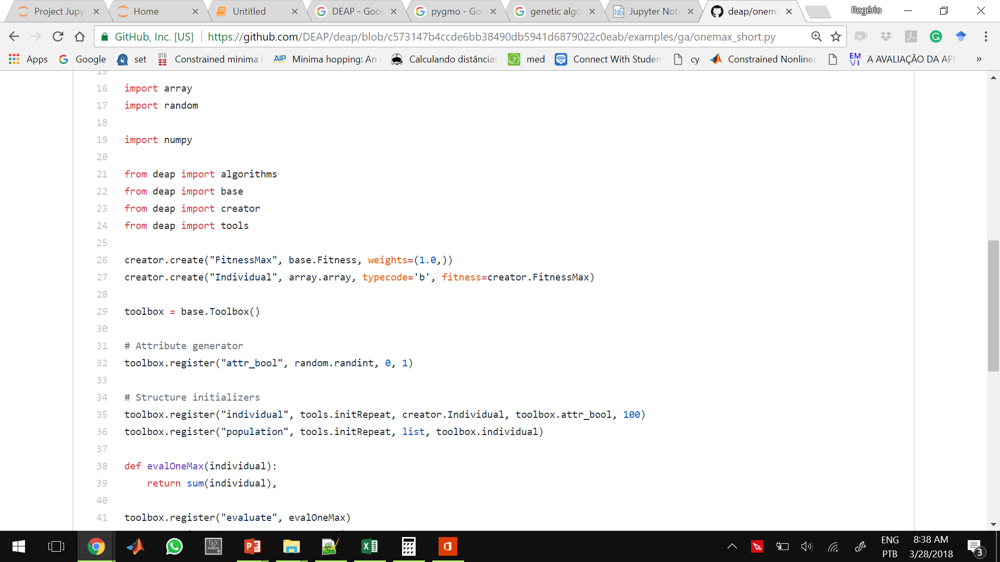 Project Jupy
Home
Untitled
DEAP - Goo
pygmo - Go
genetic algo
Jupyter Note
deap/onema
Rogério
GitHub, Inc. [US]
https://github.com/DEAP/deap/blob/c573147b4ccde6bb38490db5941d6879022c0eab/examples/ga/onemax_short.py
Apps
Google
set
DTU
Constrained minima h
AIP
Minima hopping: An
Calculando distâncias
med
Connect With Studen
cy
Constrained Nonlinea
EM
VI
A AVALIAÇÃO DA APR
»
15
16 import array
17 import random
18
19 import numpy
20
21 from deap import algorithms
22 from deap import base
23 from deap import creator
24 from deap import tools
25
26 creator.create("FitnessMax", base.Fitness, weights=(1.0,))
27 creator.create("Individual", array.array, typecode='b', fitness=creator.FitnessMax)
28
29 toolbox = base.Toolbox()
30
31 # Attribute generator
32 toolbox.register("attr_bool", random.randint, 0, 1)
33
34 # Structure initializers
35 toolbox.register("individual", tools.initRepeat, creator.Individual, toolbox.attr_bool, 100)
36 toolbox.register("population", tools.initRepeat, list, toolbox.individual)
37
38 def evalOneMax(individual):
39 return sum(individual),
40
41 toolbox.register("evaluate", evalOneMax)
TEX
MAKER
ENG
PTB
8:38 AM
3/28/2018
3